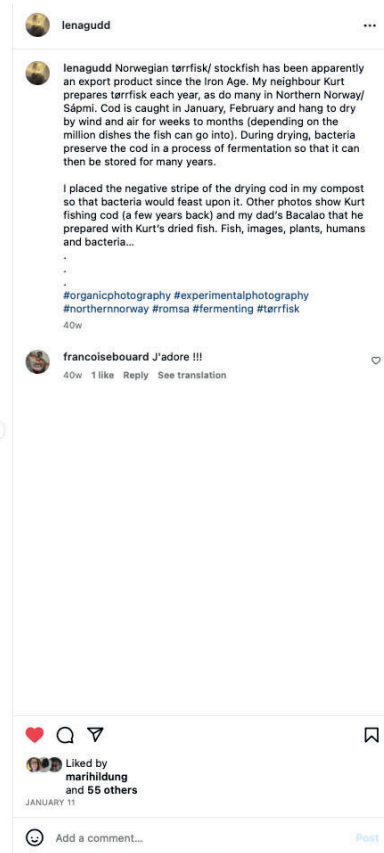 lenagudd
lenagudd Norwegian tørrfisk/ stockfish has been apparently
an export product since the Iron Age. My neighbour Kurt
prepares tørrfisk each year, as do many in Northern Norway/
Sápmi. Cod is caught in January, February and hang to dry
by wind and air for weeks to months (depending on the
million dishes the fish can go into). During drying, bacteria
preserve the cod in a process of fermentation so that it can
then be stored for many years.
I placed the negative stripe of the drying cod in my compost
so that bacteria would feast upon it. Other photos show Kurt
fishing cod (a few years back) and my dad's Bacalao that he
prepared with Kurt's dried fish. Fish, images, plants, humans
and bacteria...
.
.
.
#organicphotography #experimentalphotography
#northernnorway #romsa #fermenting #tørrfisk
40w
francoisebouard J'adore !!!
40w 1 like Reply See translation
Liked by
marihildung
and 55 others
JANUARY 11
Add a comment...
Post